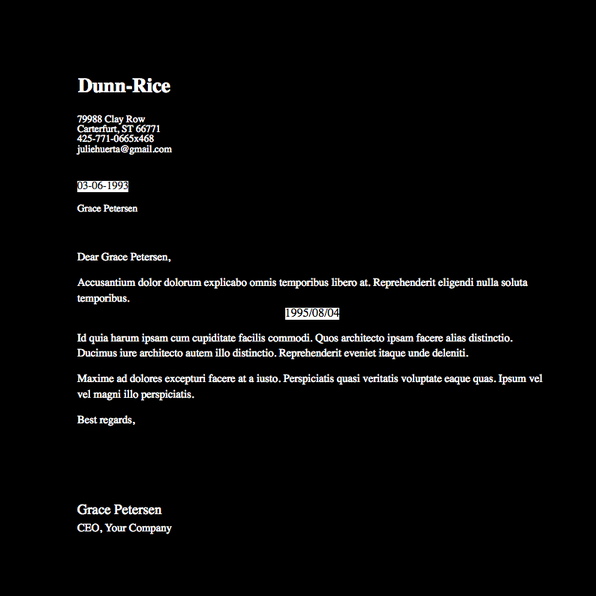 Dunn-Rice
79988 Clay Row
Carterfurt, ST 66771
425-771-0665x468
juliehuerta@gmail.com
03-06-1993
Grace Petersen
Dear Grace Petersen,
Accusantium dolor dolorum explicabo omnis temporibus libero at. Reprehenderit eligendi nulla soluta
temporibus.
1995/08/04
Id quia harum ipsam cum cupiditate facilis commodi. Quos architecto ipsam facere alias distinctio.
Ducimus iure architecto autem illo distinctio. Reprehenderit eveniet itaque unde deleniti.
Maxime ad dolores excepturi facere at a iusto. Perspiciatis quasi veritatis voluptate eaque quas. Ipsum vel
vel magni illo perspiciatis.
Best regards,
Grace Petersen
CEO, Your Company